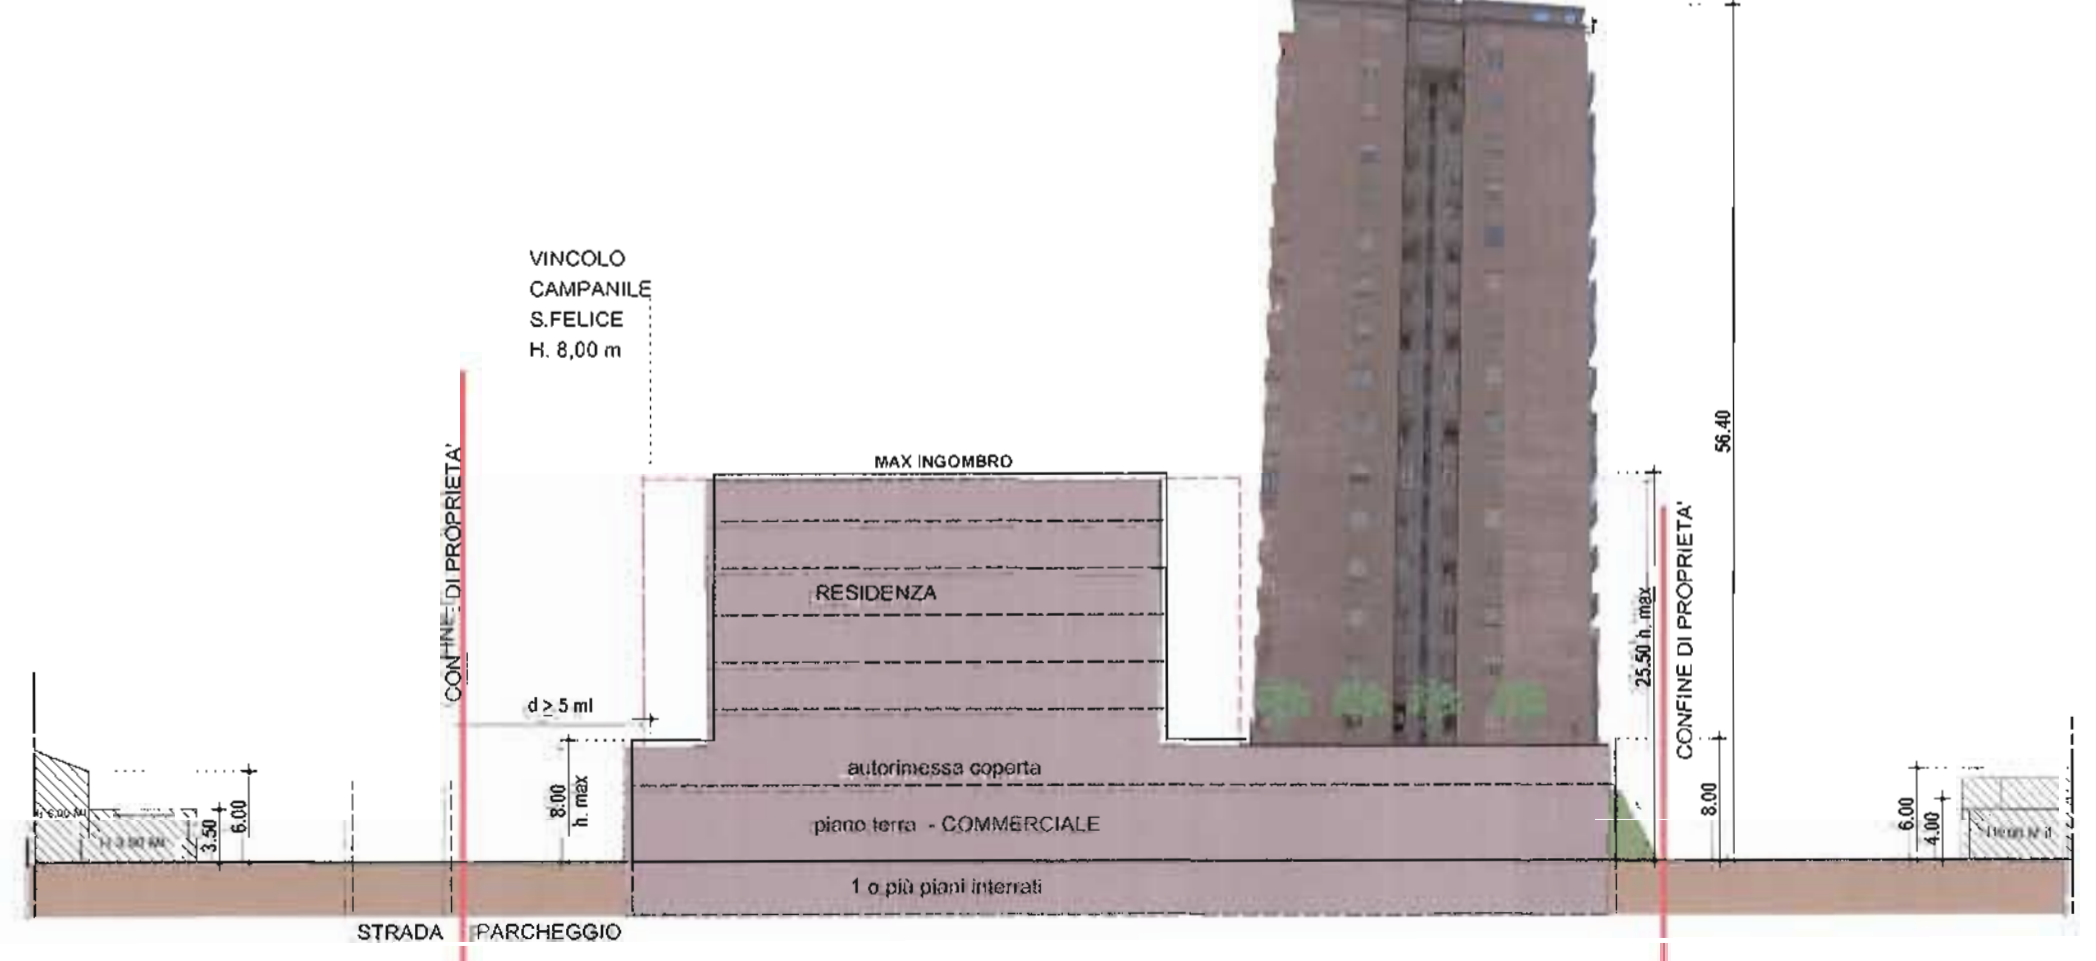 VINCOLO
CAMPANILE
S.FELICE
H. 8,00 m
56.40
MAX INGOMBRO
CONFINE DI PROPRIETA'
RESIDENZA
25.50 h. max
CONFINE DI PROPRIETA'
d ≥ 5 ml
autorimessa coperta
8.00
h. max
6.00
3.50
piano terra - COMMERCIALE
8.00
6.00
4.00
1 o più piani interrati
STRADA
PARCHEGGIO